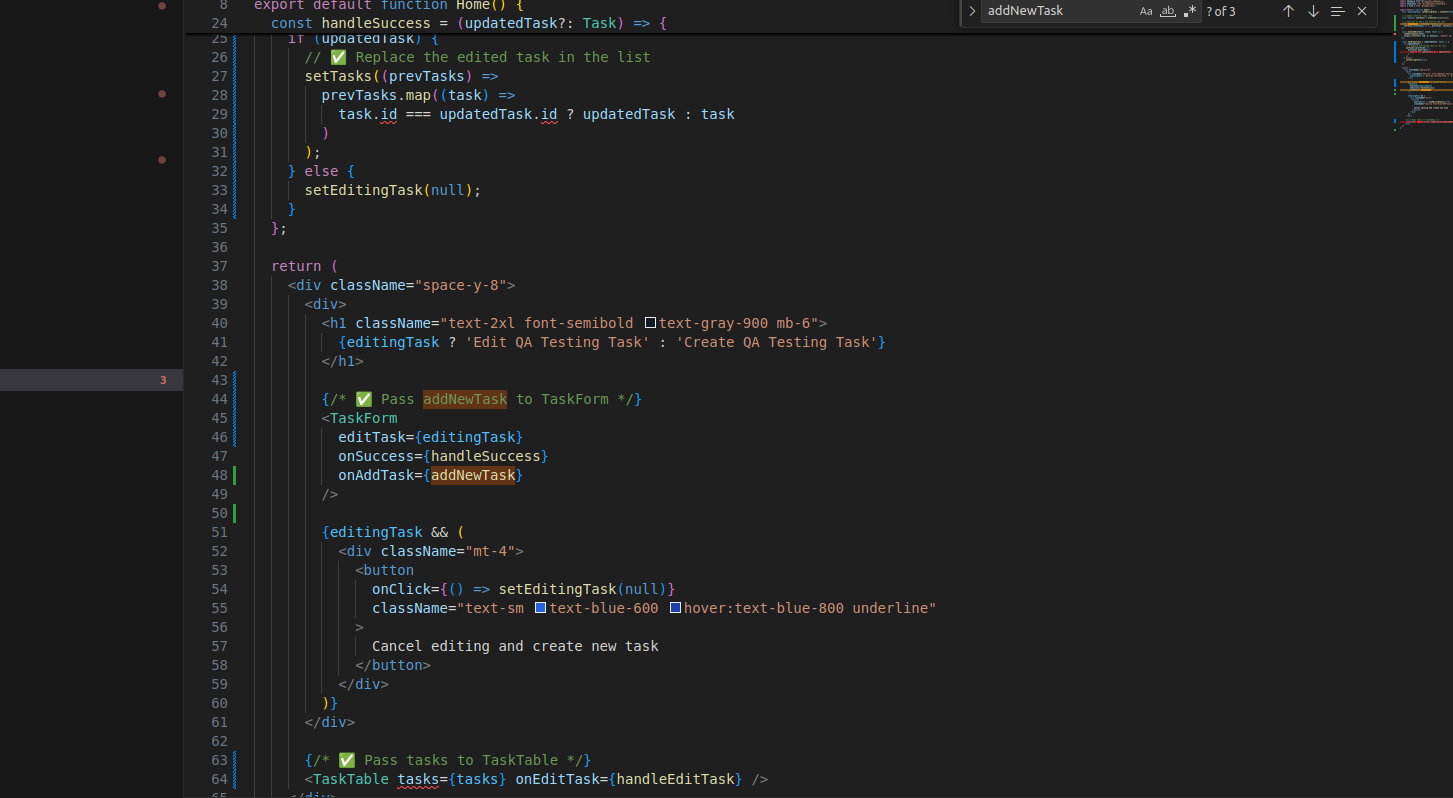 8 export default function Home() {
24 const handleSuccess = (updatedTask?: Task) => {
addNewTask Aa ab .* ? of 3
25 if (updatedTask) {
26 // ✅ Replace the edited task in the list
27 setTasks((prevTasks) =>
28 prevTasks.map((task) =>
29 task.id === updatedTask.id ? updatedTask : task
30 )
31 );
32 } else {
33 setEditingTask(null);
34 }
35 };
36
37 return (
38 <div className="space-y-8">
39 <div>
40 <h1 className="text-2xl font-semibold text-gray-900 mb-6">
41 {editingTask ? 'Edit QA Testing Task' : 'Create QA Testing Task'}
42 </h1>
3 43
44 {/* ✅ Pass addNewTask to TaskForm */}
45 <TaskForm
46 editTask={editingTask}
47 onSuccess={handleSuccess}
48 onAddTask={addNewTask}
49 />
50
51 {editingTask && (
52 <div className="mt-4">
53 <button
54 onClick={() => setEditingTask(null)}
55 className="text-sm text-blue-600 hover:text-blue-800 underline"
56 >
57 Cancel editing and create new task
58 </button>
59 </div>
60 )}
61 </div>
62
63 {/* ✅ Pass tasks to TaskTable */}
64 <TaskTable tasks={tasks} onEditTask={handleEditTask} />
65 </div>